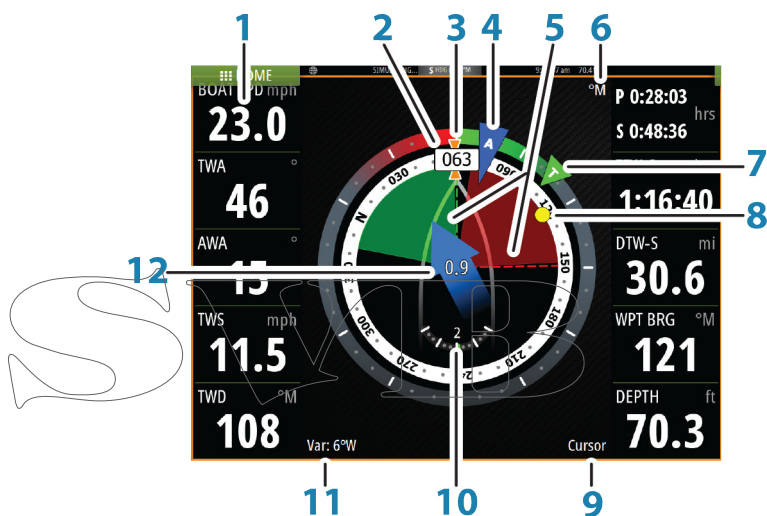 1 2 3 4 5 6
HOME
BOAT SPD mph
23.0
TWA °
46
AWA °
15
TWS mph
11.5
TWD °M
108
°M
P 0:28:03
S 0:48:36
hrs
1:16:40
DTW-S mi
30.6
WPT BRG °M
121
DEPTH ft
70.3
063
A
T
N
030
090
150
180
210
270
300
0.9
2
Var: 6°W
Cursor
7
8
12
11 10 9
SVB